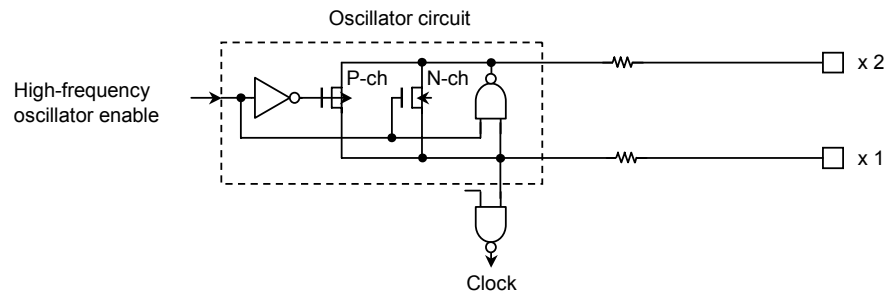 Oscillator circuit
P-ch
N-ch
x 2
High-frequency
oscillator enable
x 1
Clock